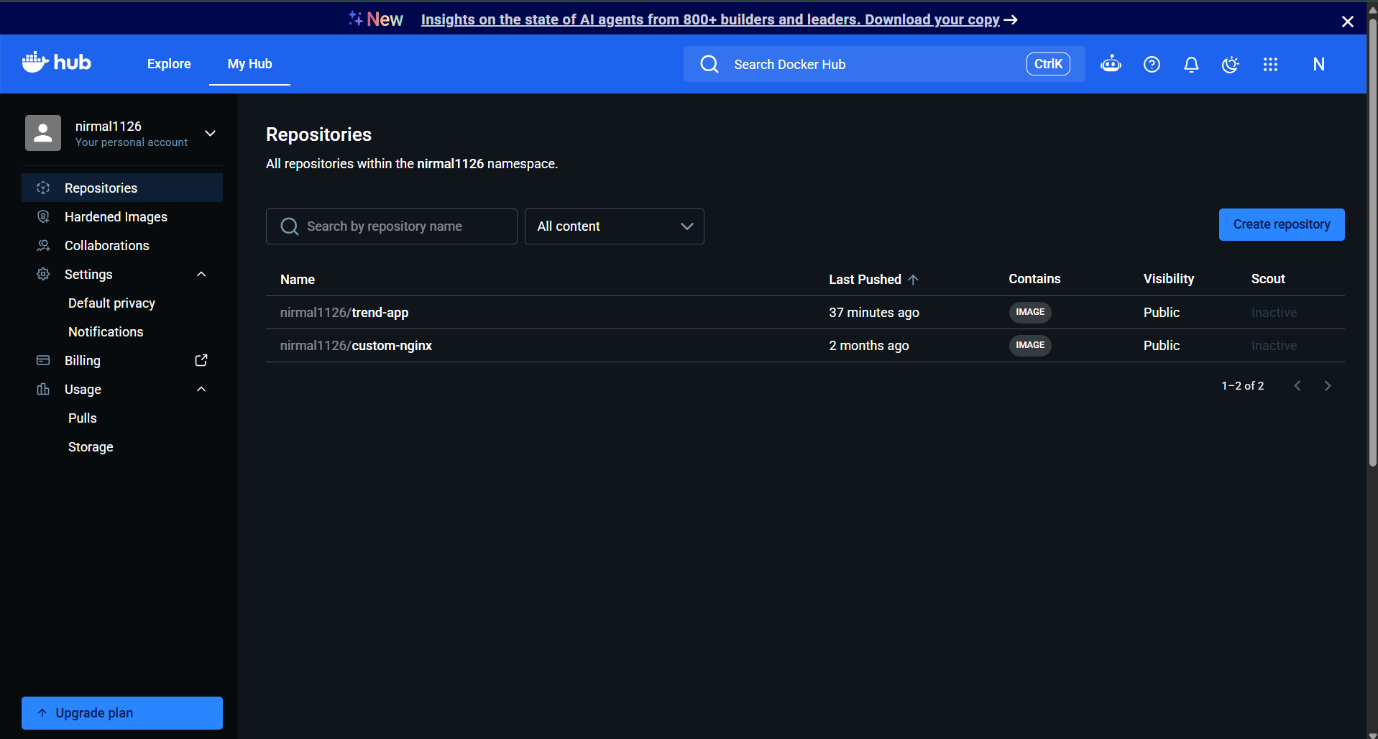 New Insights on the state of AI agents from 800+ builders and leaders. Download your copy →
hub
Explore
My Hub
Search Docker Hub
CtrlK
N
nirmal1126
Your personal account
Repositories
Hardened Images
Collaborations
Settings
Default privacy
Notifications
Billing
Usage
Pulls
Storage
Upgrade plan
Repositories
All repositories within the nirmal1126 namespace.
Search by repository name
All content
Create repository
Name Last Pushed Contains Visibility Scout
nirmal1126/trend-app 37 minutes ago IMAGE Public Inactive
nirmal1126/custom-nginx 2 months ago IMAGE Public Inactive
1–2 of 2